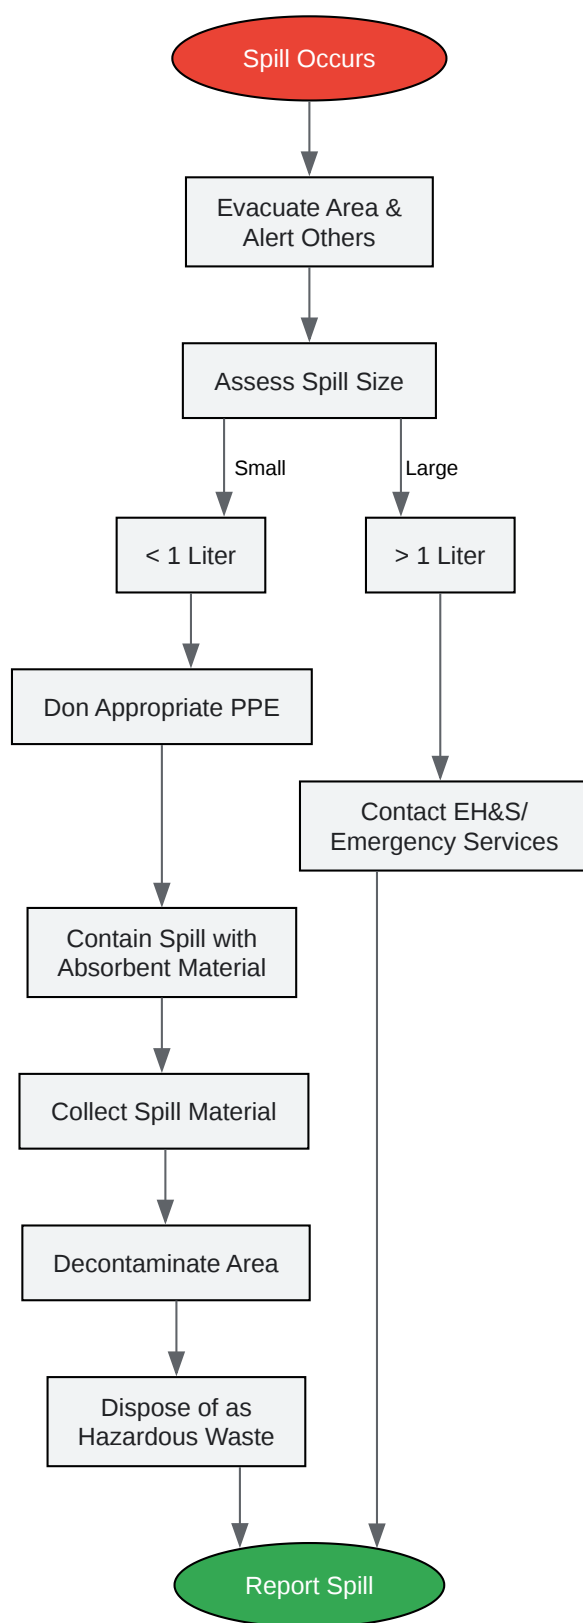 Spill Occurs
Evacuate Area &
Alert Others
Assess Spill Size
Small
Large
< 1 Liter
> 1 Liter
Don Appropriate PPE
Contact EH&S/
Emergency Services
Contain Spill with
Absorbent Material
Collect Spill Material
Decontaminate Area
Dispose of as
Hazardous Waste
Report Spill